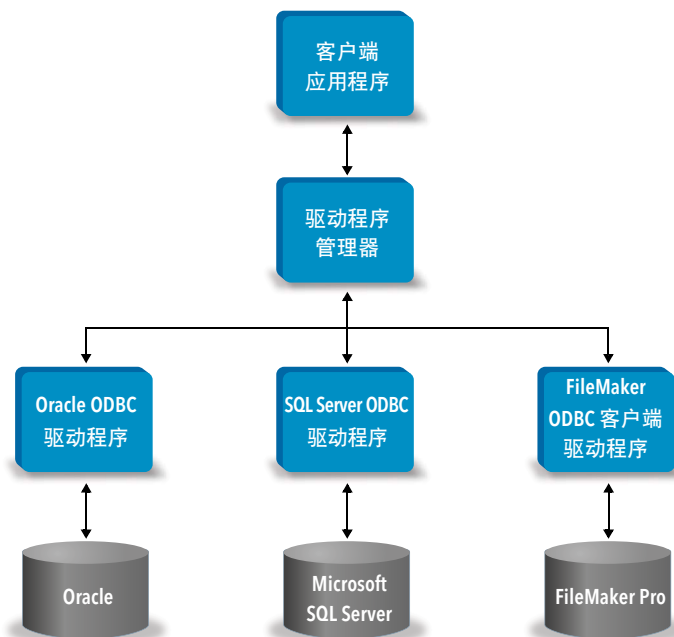 客户端
应用程序
驱动程序
管理器
Oracle ODBC
驱动程序
SQL Server ODBC
驱动程序
FileMaker
ODBC 客户端
驱动程序
Oracle
Microsoft
SQL Server
FileMaker Pro